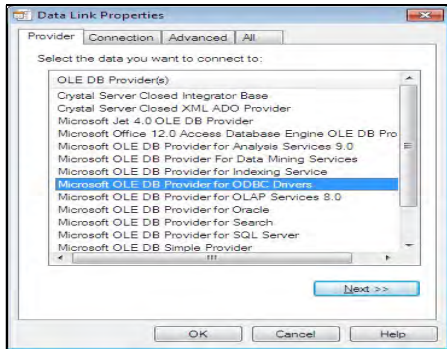 Data Link Properties
Provider Connection Advanced All
Select the data you want to connect to:
OLE DB Provider(s)
Crystal Server Closed Integrator Base
Crystal Server Closed XML ADO Provider
Microsoft Jet 4.0 OLE DB Provider
Microsoft Office 12.0 Access Database Engine OLE DB Pro
Microsoft OLE DB Provider for Analysis Services 9.0
Microsoft OLE DB Provider For Data Mining Services
Microsoft OLE DB Provider for Indexing Service
Microsoft OLE DB Provider for ODBC Drivers
Microsoft OLE DB Provider for OLAP Services 8.0
Microsoft OLE DB Provider for Oracle
Microsoft OLE DB Provider for Search
Microsoft OLE DB Provider for SQL Server
Microsoft OLE DB Simple Provider
Next >>
OK Cancel Help